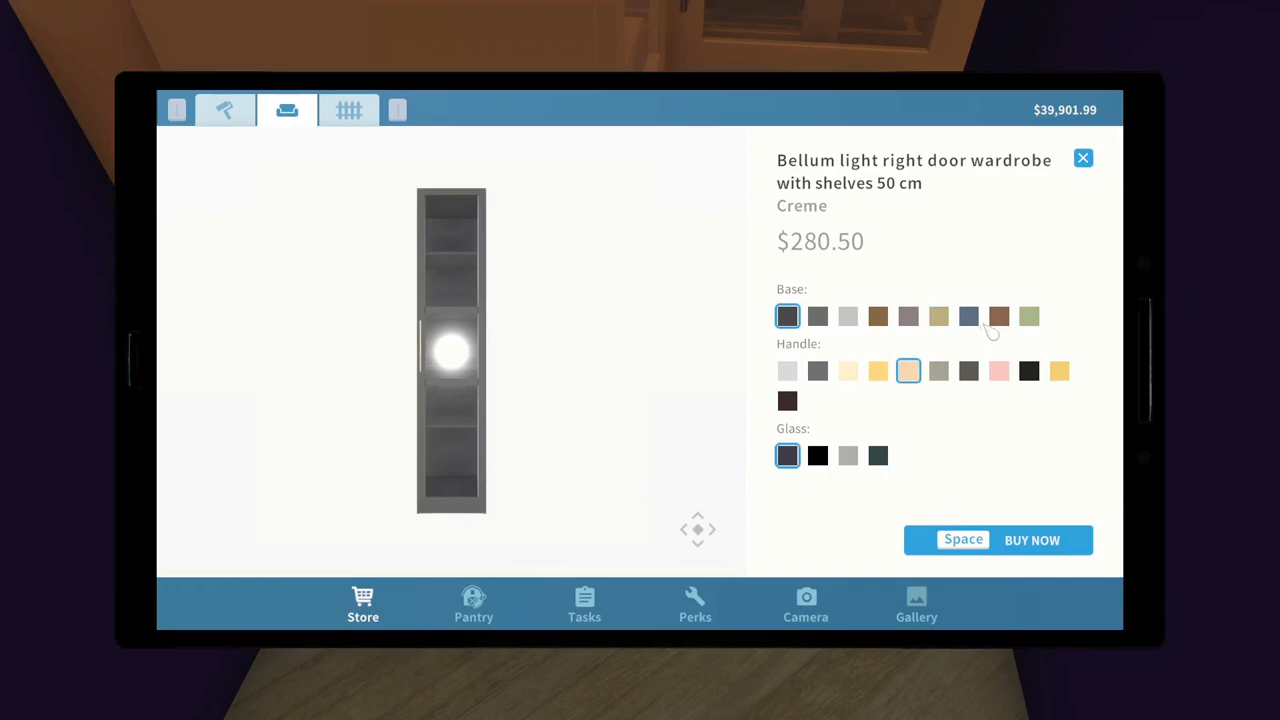 $39,901.99
Bellum light right door wardrobe
with shelves 50 cm
Creme
$280.50
Base:
Handle:
Glass:
Space BUY NOW
Store Pantry Tasks Perks Camera Gallery